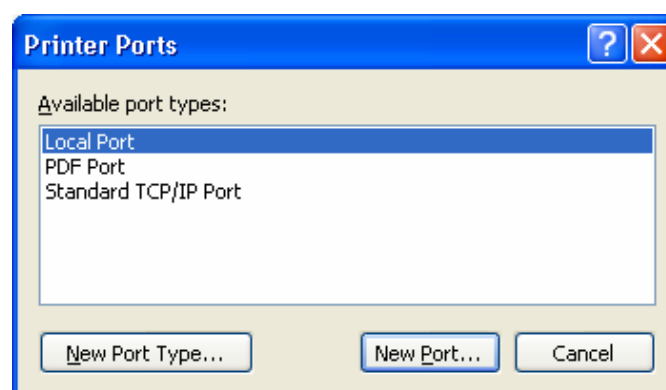 Printer Ports
Available port types:
Local Port
PDF Port
Standard TCP/IP Port
New Port Type... New Port... Cancel